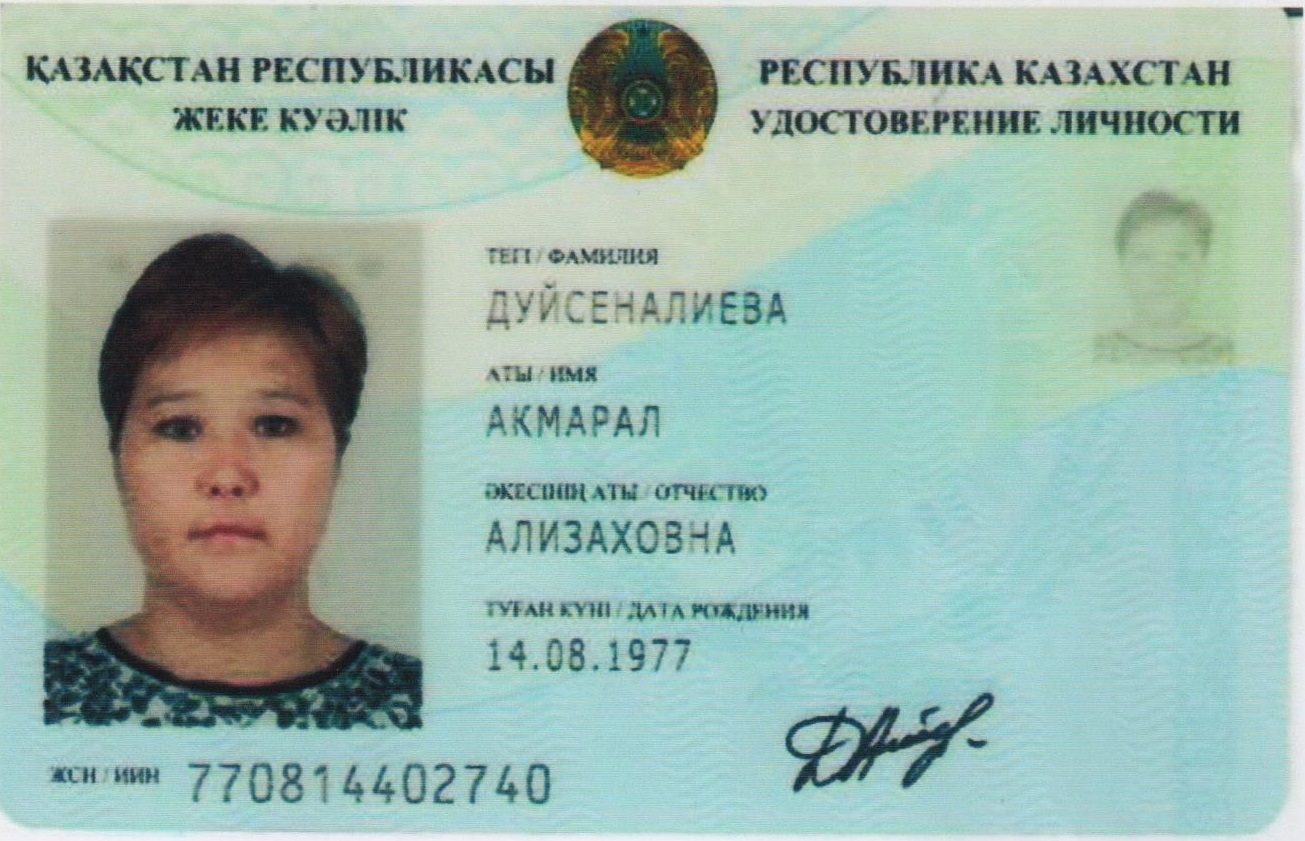 ҚАЗАҚСТАН РЕСПУБЛИКАСЫ
ЖЕКЕ КУӘЛІК
РЕСПУБЛИКА КАЗАХСТАН
УДОСТОВЕРЕНИЕ ЛИЧНОСТИ
ТЕГІ / ФАМИЛИЯ
ДУЙСЕНАЛИЕВА
АТЫ / ИМЯ
АКМАРАЛ
ӘКЕСІНІҢ АТЫ / ОТЧЕСТВО
АЛИЗАХОВНА
ТУҒАН КҮНІ / ДАТА РОЖДЕНИЯ
14.08.1977
ЖСН / ИИН 770814402740